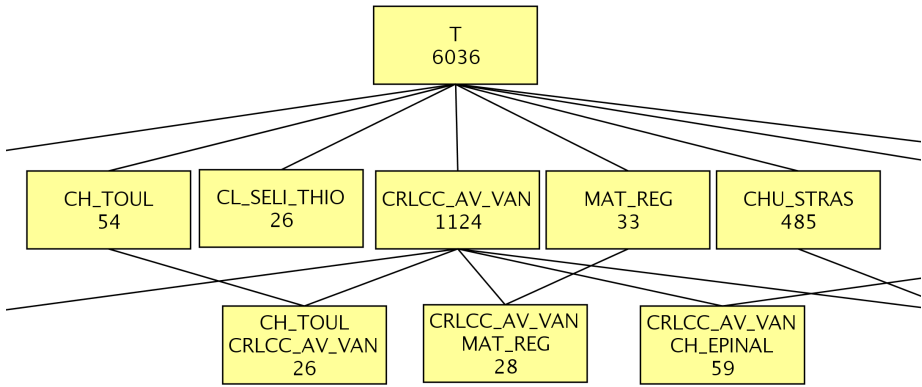 T
6036
CH_TOUL
54
CL_SELI_THIO
26
CRLCC_AV_VAN
1124
MAT_REG
33
CHU_STRAS
485
CH_TOUL
CRLCC_AV_VAN
26
CRLCC_AV_VAN
MAT_REG
28
CRLCC_AV_VAN
CH_EPINAL
59